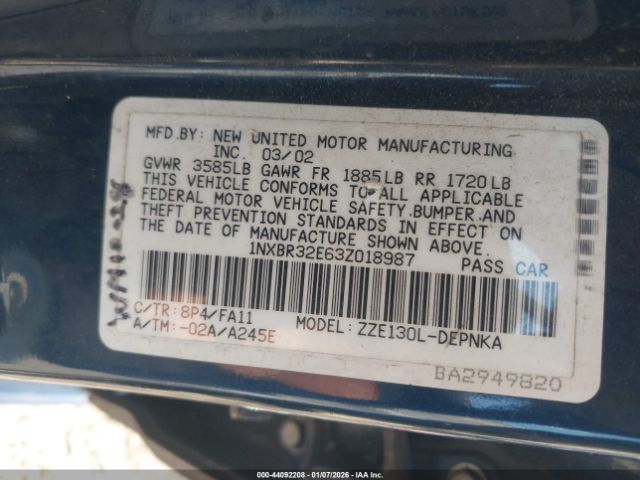 MFD.BY: NEW UNITED MOTOR MANUFACTURING
INC. 03/02
GVWR 3585LB GAWR FR 1885LB RR 1720LB
THIS VEHICLE CONFORMS TO ALL APPLICABLE
FEDERAL MOTOR VEHICLE SAFETY.BUMPER.AND
THEFT PREVENTION STANDARDS IN EFFECT ON
THE DATE OF MANUFACTURE SHOWN ABOVE.
1NXBR32E63Z018987 PASS CAR
C/TR: 8P4/FA11
A/TM: -02A/A245E
MODEL: ZZE130L-DEPNKA
BA2949820
000-44092208 - 01/07/2026 - IAA Inc.